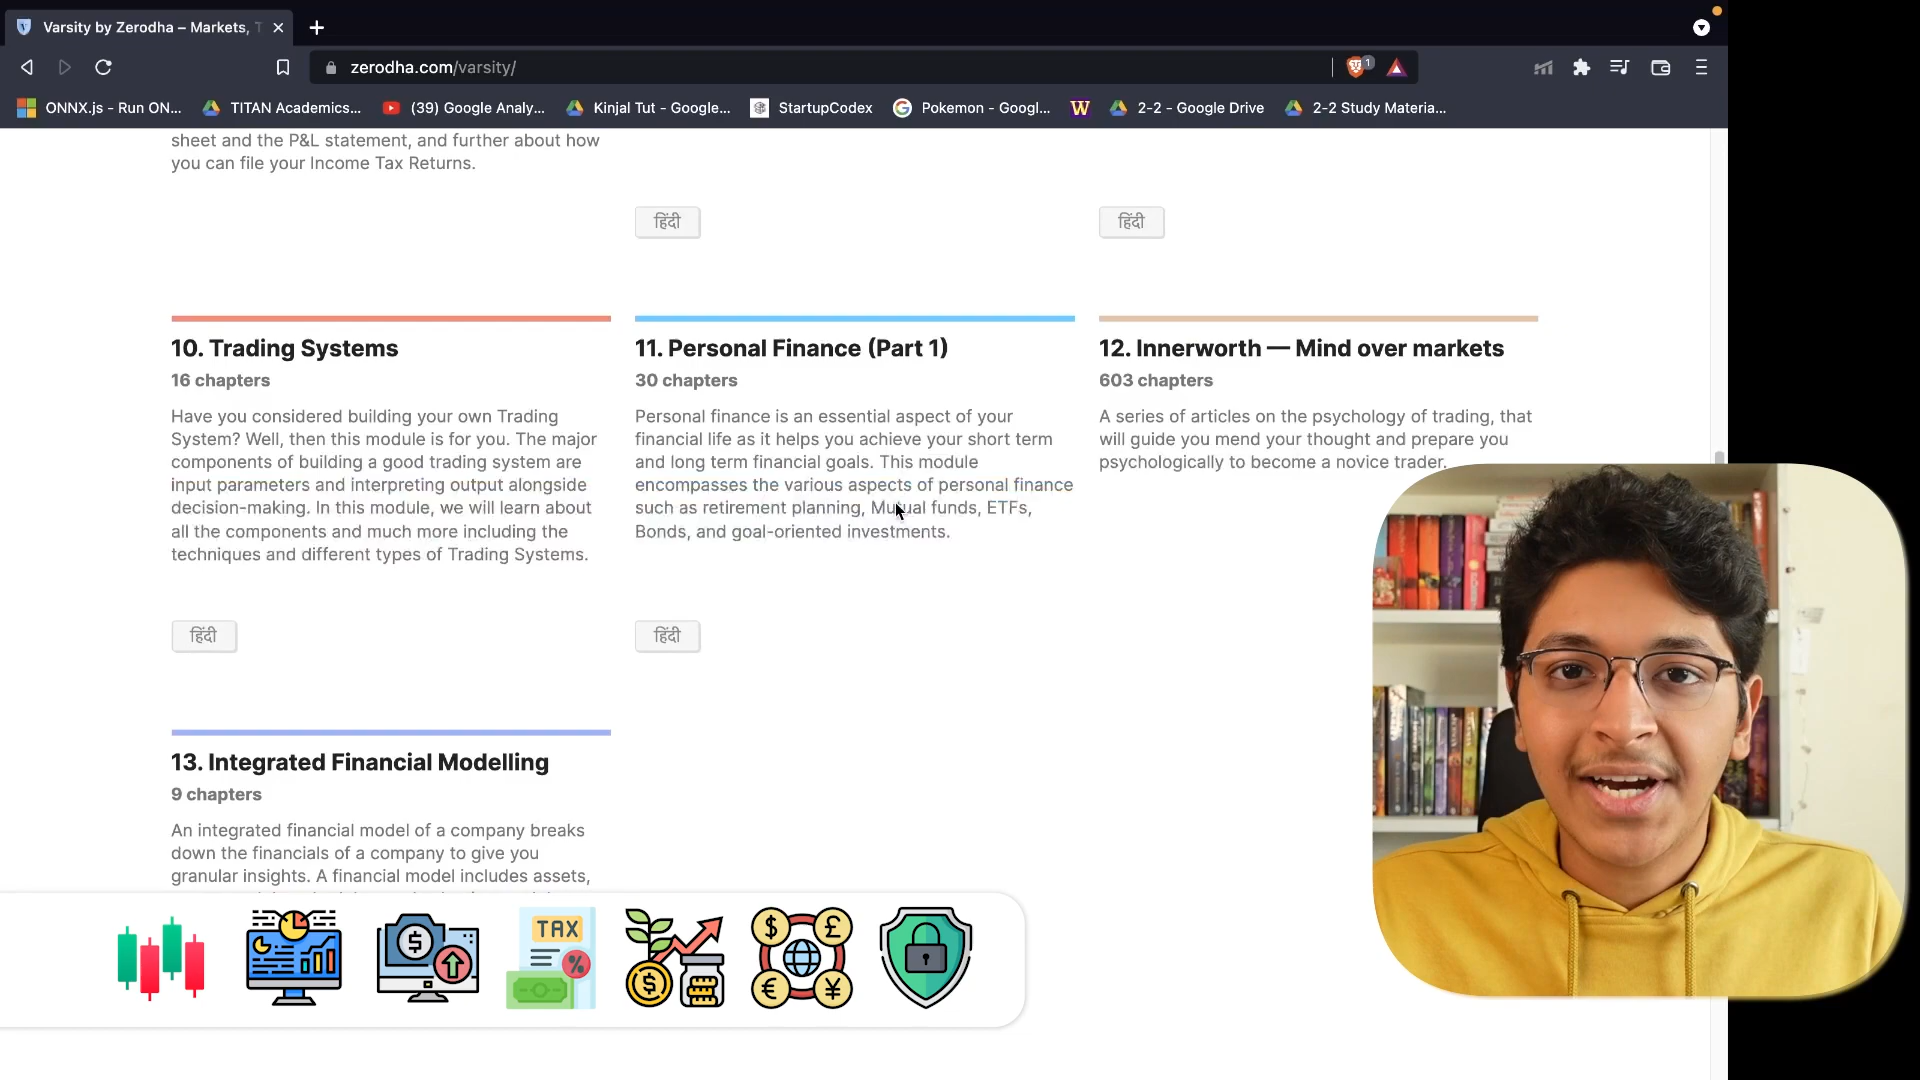 Varsity by Zerodha – Markets, T
zerodha.com/varsity/
1
ONNX.js - Run ON...
TITAN Academics...
(39) Google Analy...
Kinjal Tut - Google...
StartupCodex
Pokemon - Googl...
W
2-2 - Google Drive
2-2 Study Materia...
sheet and the P&L statement, and further about how
you can file your Income Tax Returns.
हिंदी
हिंदी
10. Trading Systems
16 chapters
Have you considered building your own Trading
System? Well, then this module is for you. The major
components of building a good trading system are
input parameters and interpreting output alongside
decision-making. In this module, we will learn about
all the components and much more including the
techniques and different types of Trading Systems.
हिंदी
11. Personal Finance (Part 1)
30 chapters
Personal finance is an essential aspect of your
financial life as it helps you achieve your short term
and long term financial goals. This module
encompasses the various aspects of personal finance
such as retirement planning, Mutual funds, ETFs,
Bonds, and goal-oriented investments.
हिंदी
12. Innerworth — Mind over markets
603 chapters
A series of articles on the psychology of trading, that
will guide you mend your thought and prepare you
psychologically to become a novice trader.
13. Integrated Financial Modelling
9 chapters
An integrated financial model of a company breaks
down the financials of a company to give you
granular insights. A financial model includes assets,
$
TAX
%
$
$ £
€ ¥